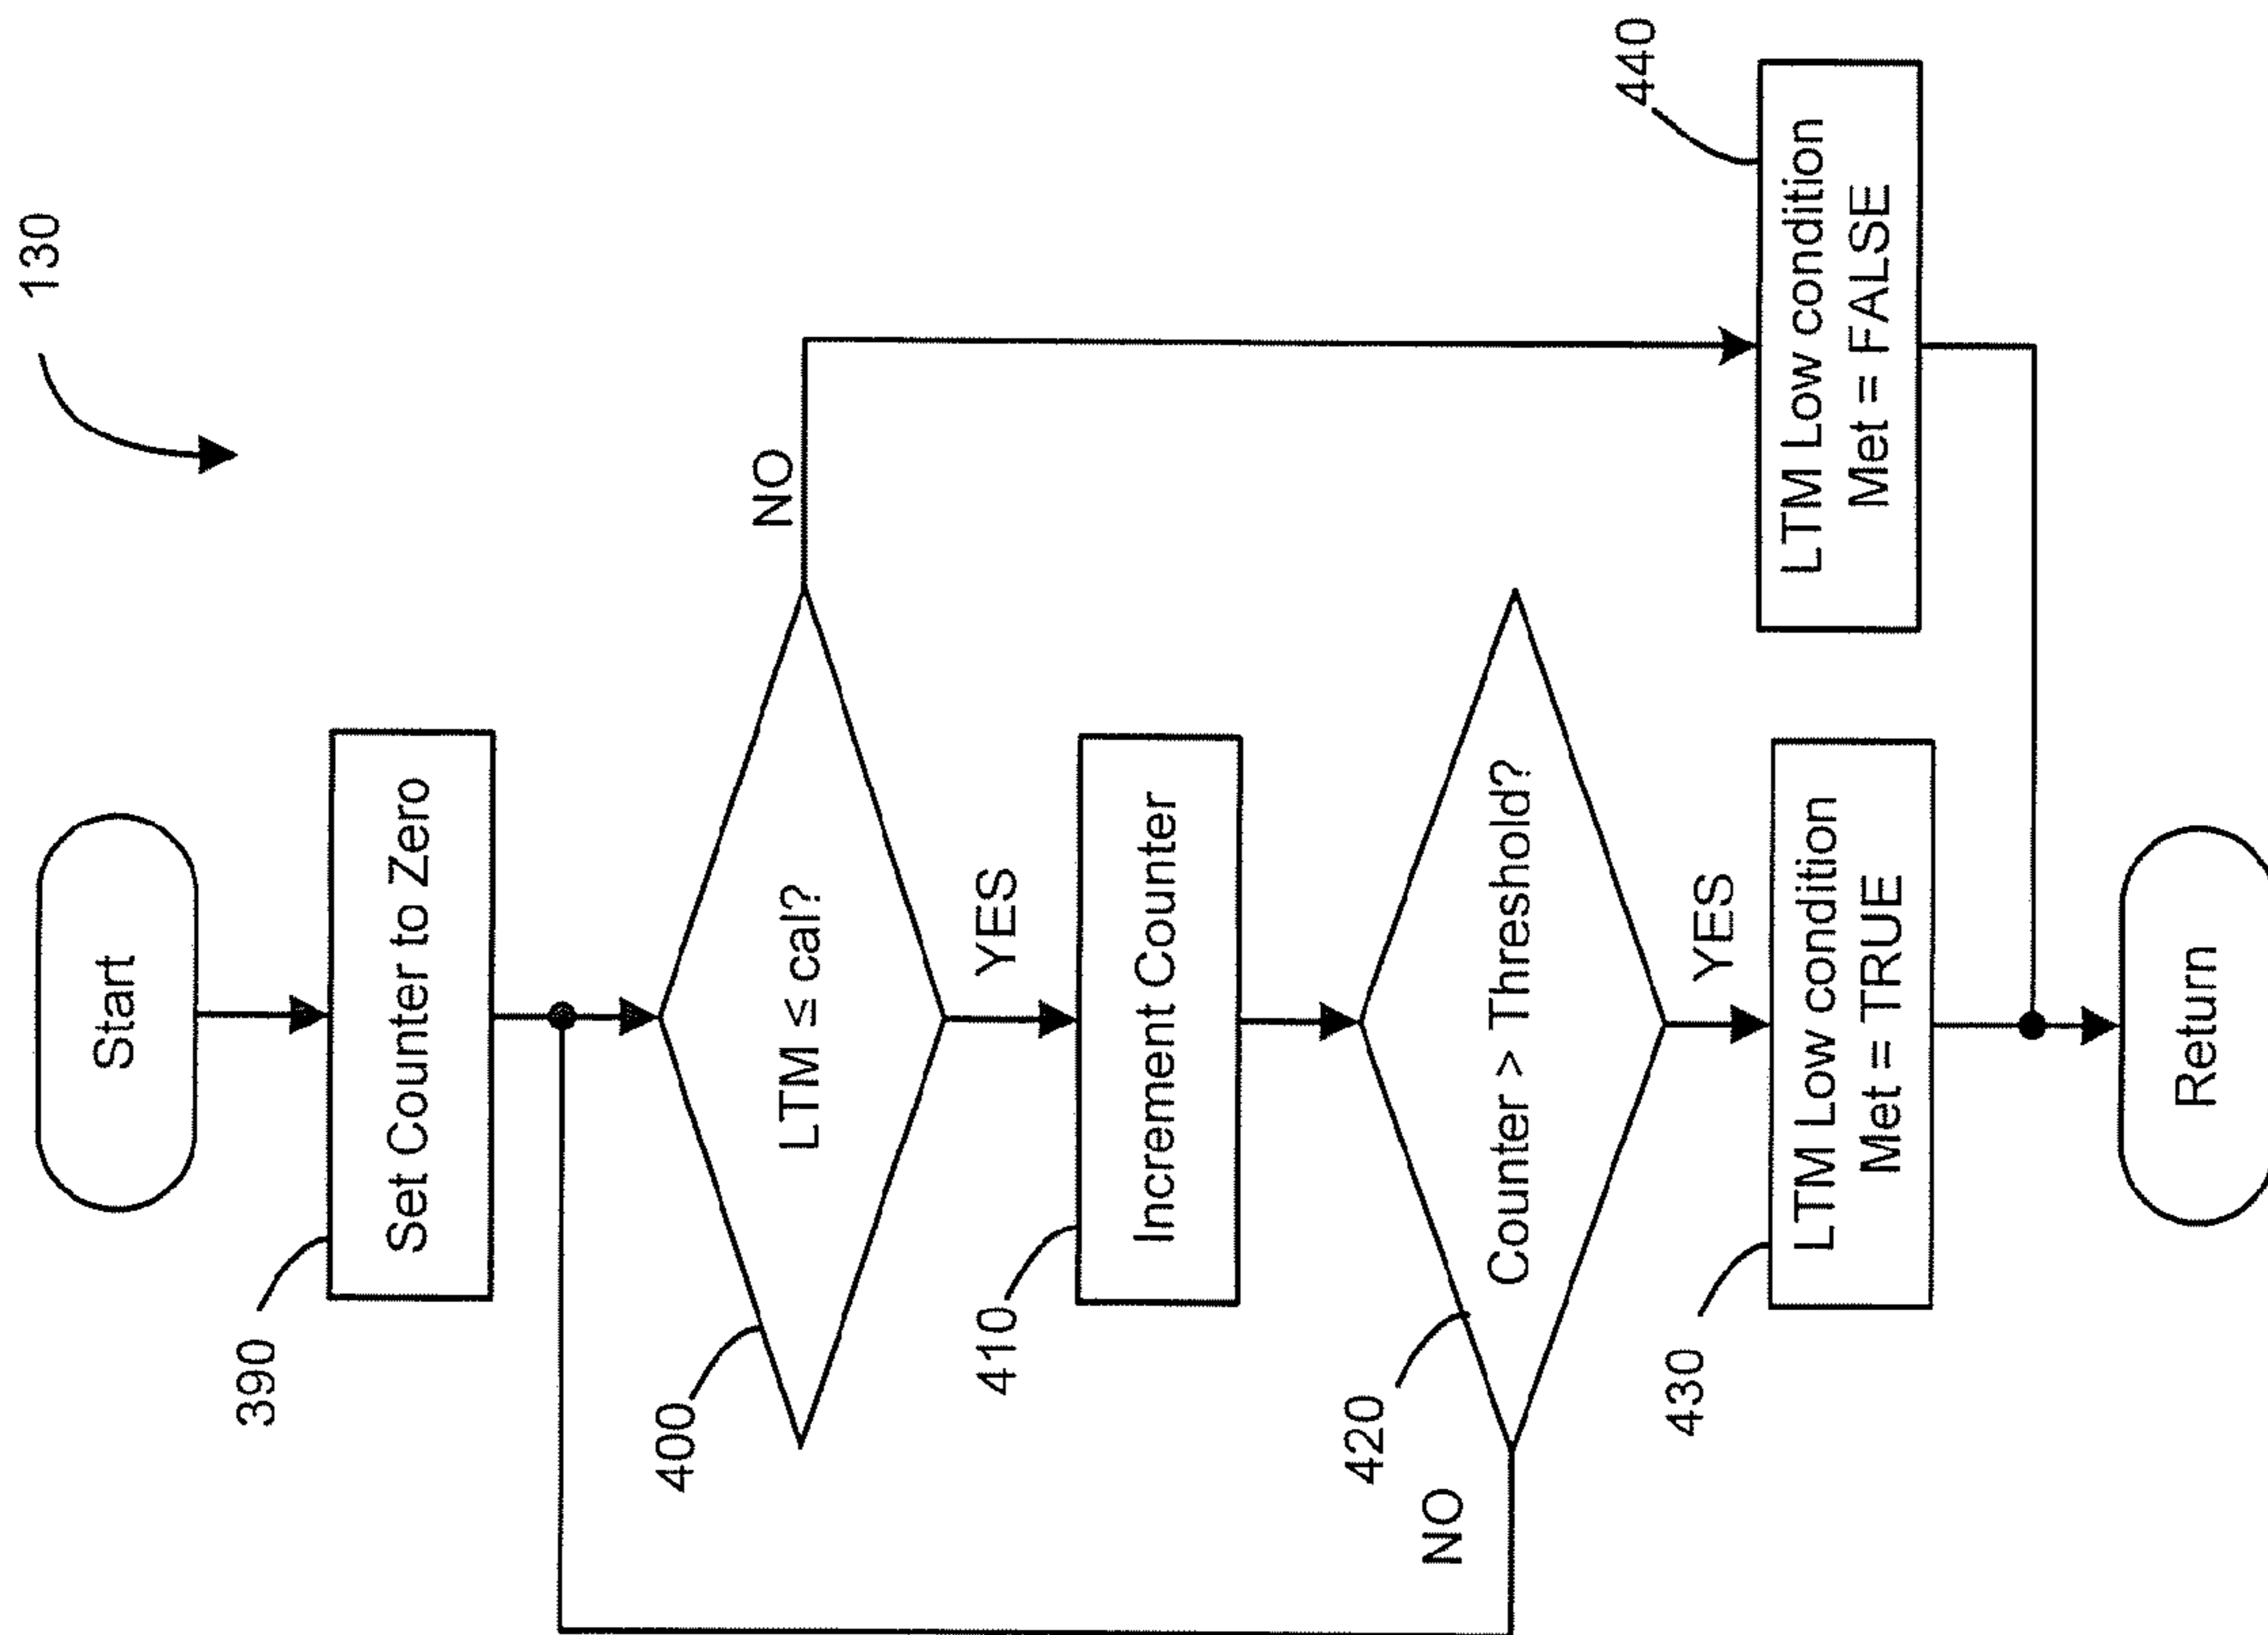 130
Start
390
Set Counter to Zero
400
LTM ≤ cal?
NO
YES
410
Increment Counter
420
Counter > Threshold?
NO
YES
430
LTM Low condition
Met = TRUE
440
LTM Low condition
Met = FALSE
Return